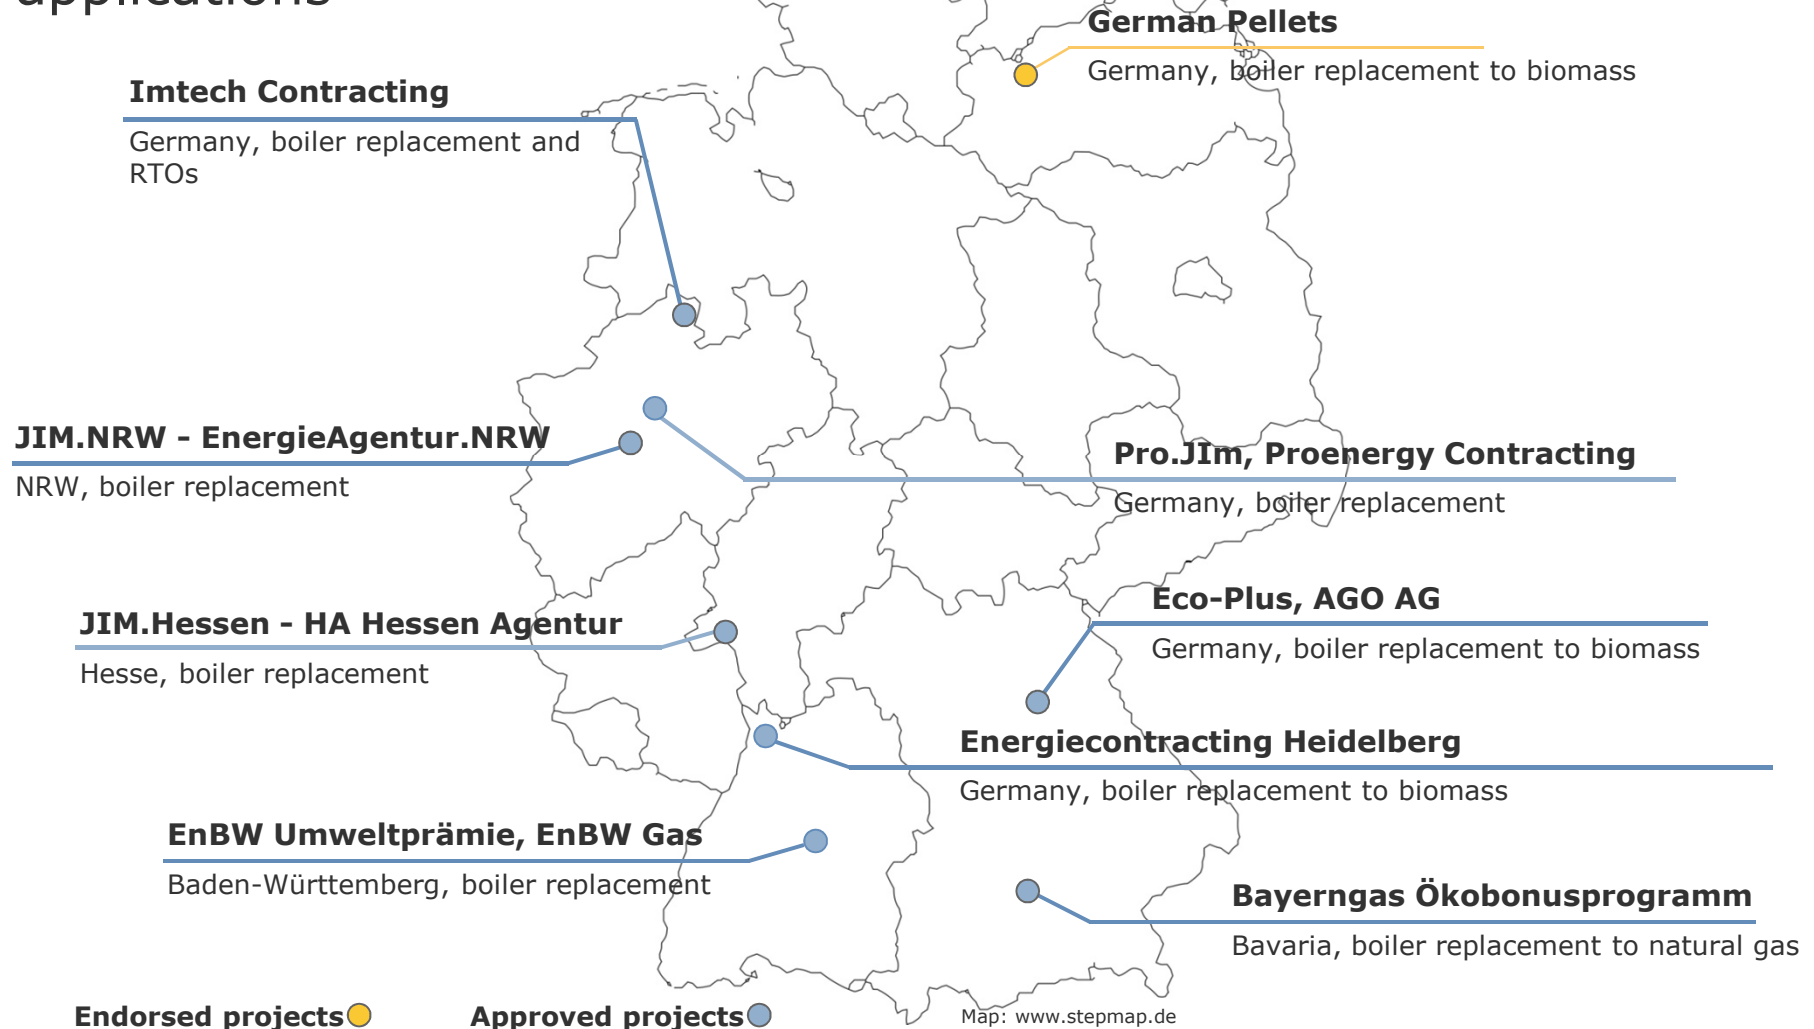 applications
German Pellets
Germany, boiler replacement to biomass
Imtech Contracting
Germany, boiler replacement and
RTOs
JIM.NRW - EnergieAgentur.NRW
NRW, boiler replacement
Pro.JIm, Proenergy Contracting
Germany, boiler replacement
Eco-Plus, AGO AG
Germany, boiler replacement to biomass
JIM.Hessen - HA Hessen Agentur
Hesse, boiler replacement
Energiecontracting Heidelberg
Germany, boiler replacement to biomass
EnBW Umweltprämie, EnBW Gas
Baden-Württemberg, boiler replacement
Bayerngas Ökobonusprogramm
Bavaria, boiler replacement to natural gas
Endorsed projects
Approved projects
Map: www.stepmap.de